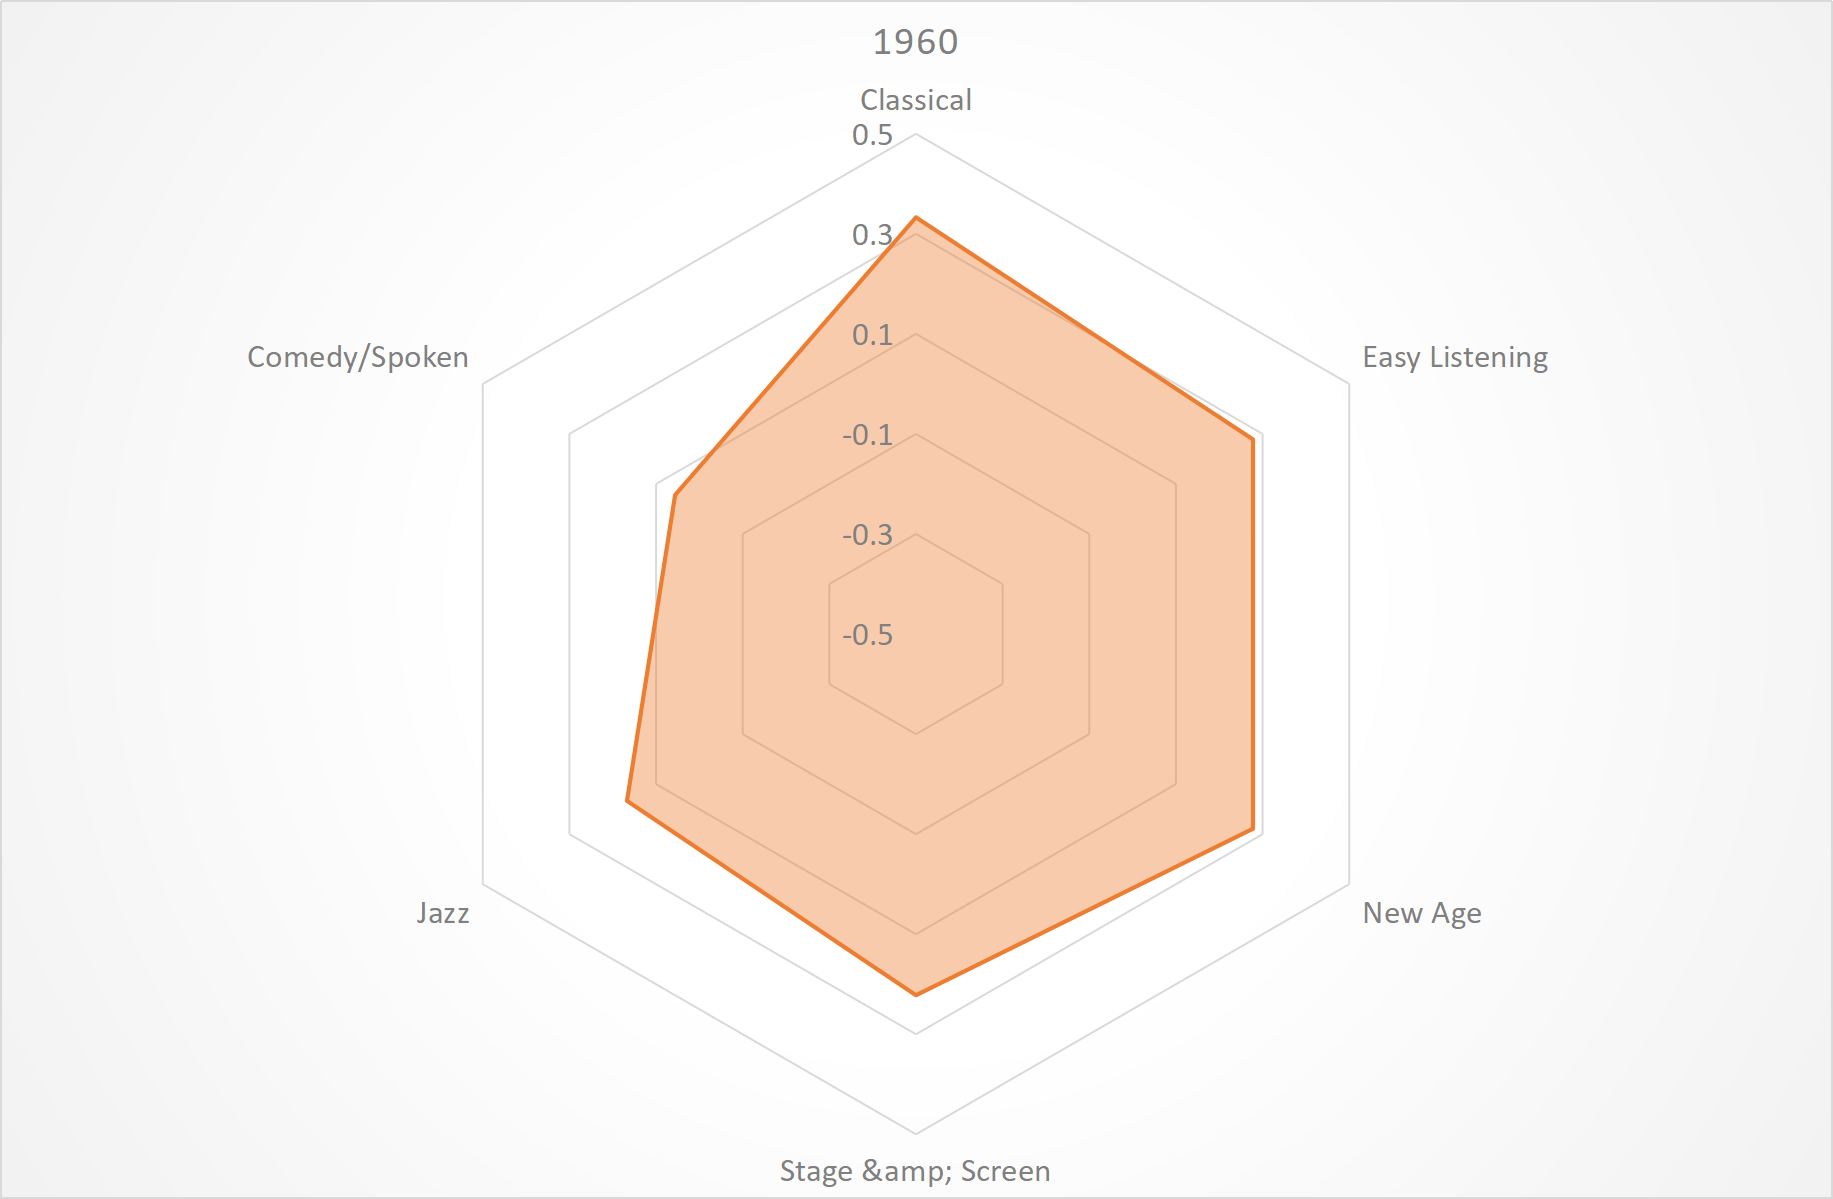 1960
Classical
0.5
0.3
0.1
-0.1
-0.3
-0.5
Comedy/Spoken
Easy Listening
Jazz
New Age
Stage &amp; Screen